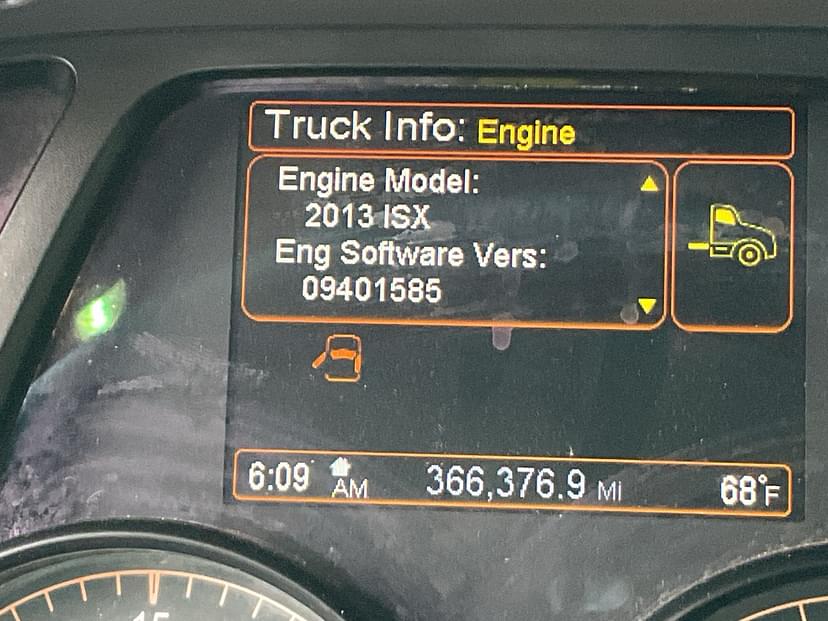 Truck Info: Engine
Engine Model:
2013 ISX
Eng Software Vers:
09401585
6:09 AM 366,376.9 MI 68°F
15